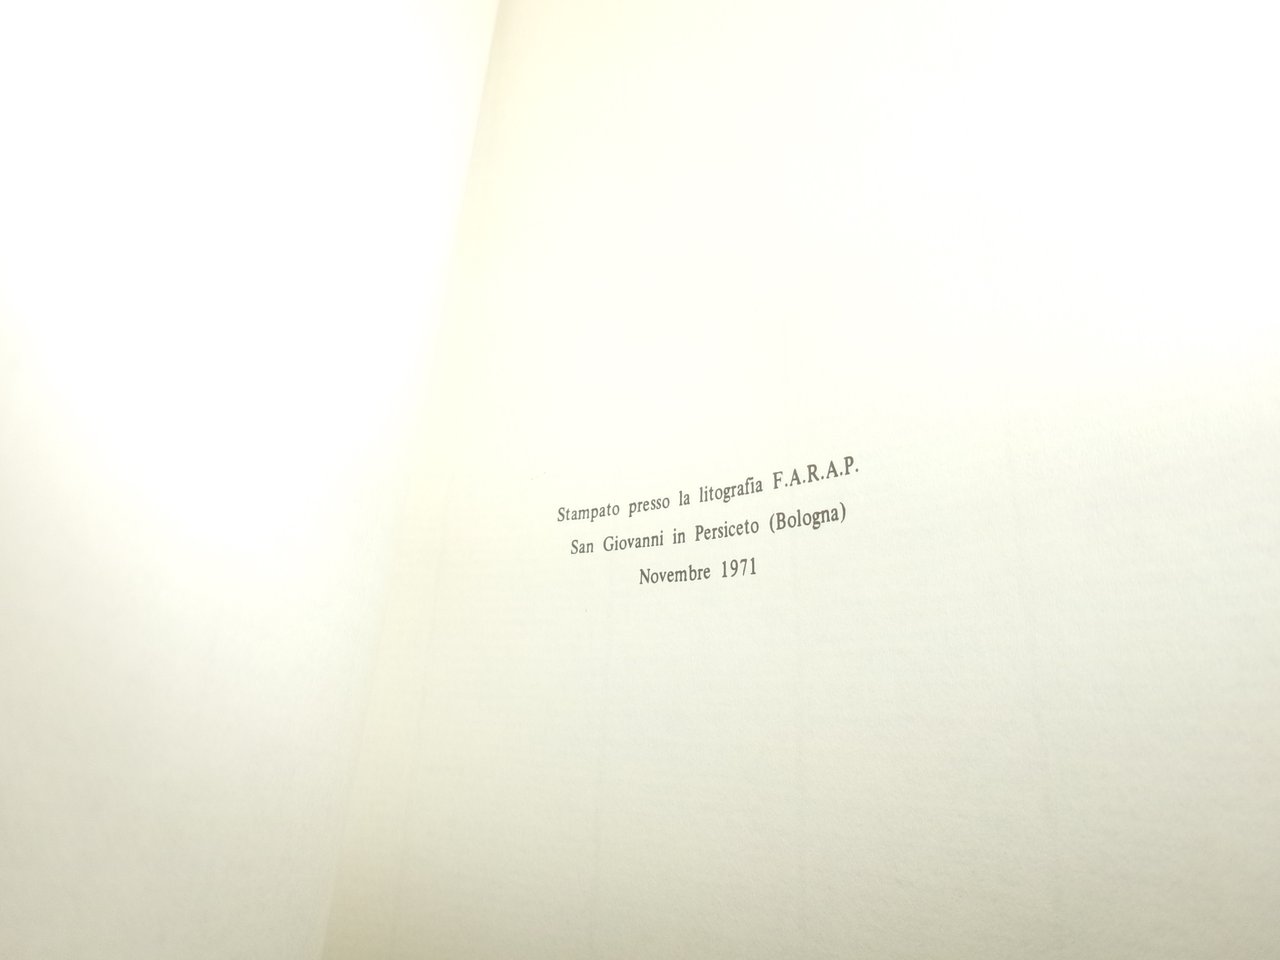 Stampato presso la litografia F.A.R.A.P.
San Giovanni in Persiceto (Bologna)
Novembre 1971